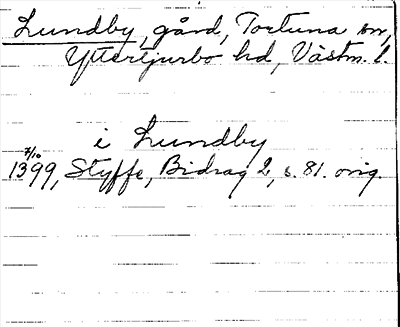 Lundby, gård, Tortuna sn,
Yttertjurbo hd, Västm. l.
i Lundby
7/10
1399, Styffe, Bidrag 2, s. 81. orig.